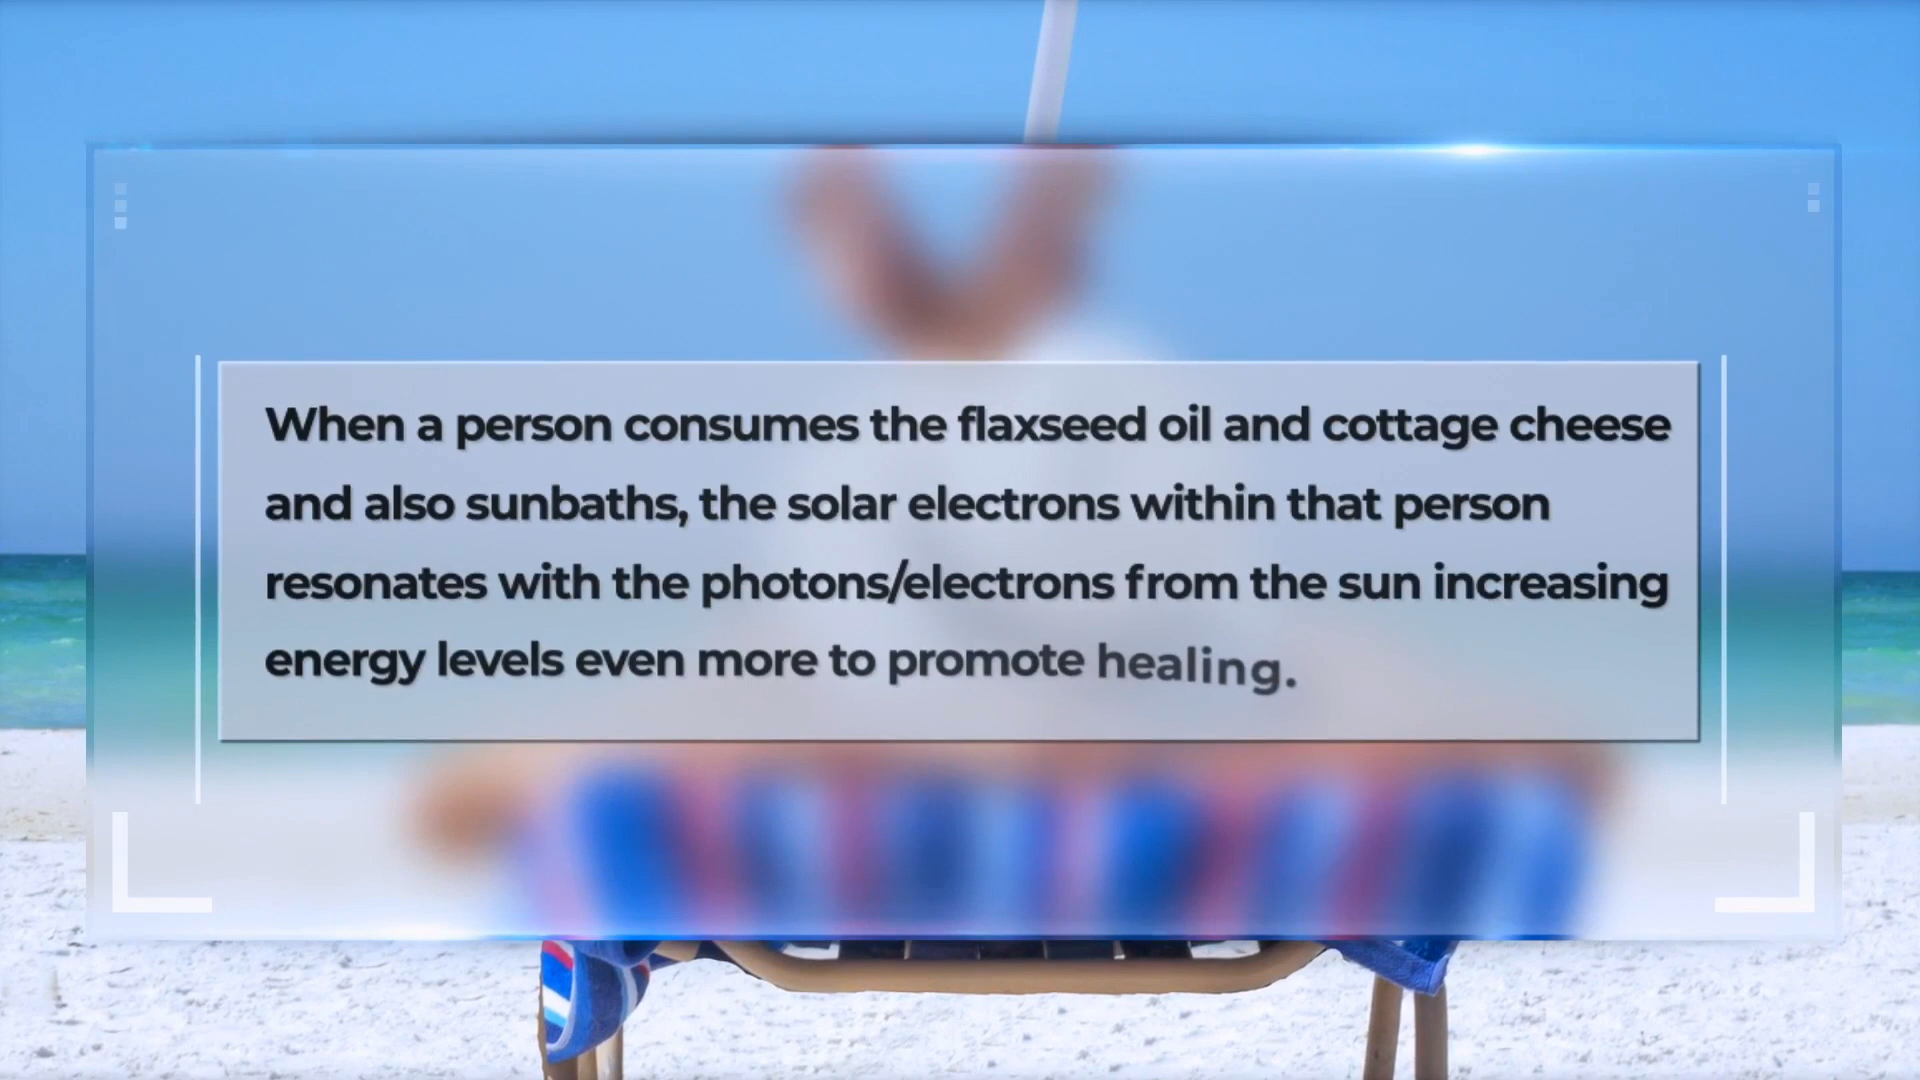 When a person consumes the flaxseed oil and cottage cheese
and also sunbaths, the solar electrons within that person
resonates with the photons/electrons from the sun increasing
energy levels even more to promote healing.